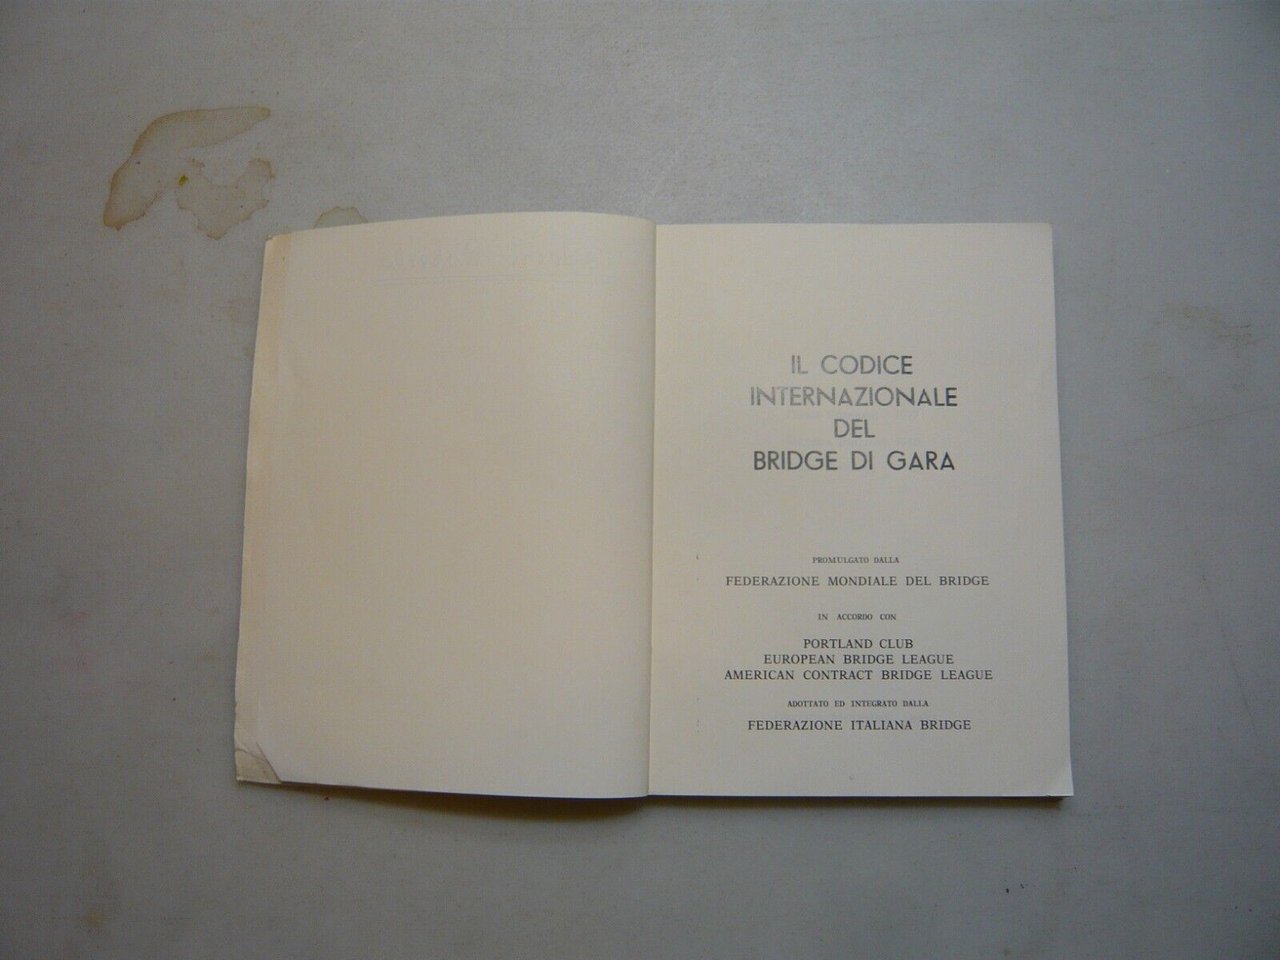 IL CODICE
INTERNAZIONALE
DEL
BRIDGE DI GARA
PROMULGATO DALLA
FEDERAZIONE MONDIALE DEL BRIDGE
IN ACCORDO CON
PORTLAND CLUB
EUROPEAN BRIDGE LEAGUE
AMERICAN CONTRACT BRIDGE LEAGUE
ADOTTATO ED INTEGRATO DALLA
FEDERAZIONE ITALIANA BRIDGE